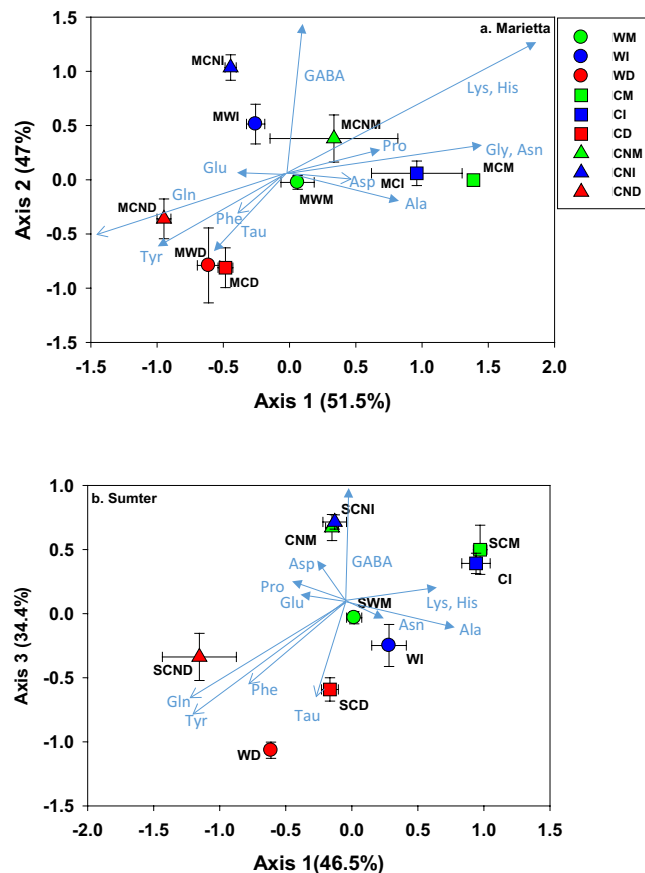 a. Marietta
1.5
1.0
0.5
0.0
-0.5
-1.0
-1.5
Axis 2 (47%)
MCNI
GABA
Lys, His
MWI
MCNM
Pro
Gly, Asn
Glu
MCM
MCI
Asp
Gln
MWM
Ala
MCND
Phe
Tau
Tyr
MWD
MCD
-1.5
-1.0
-0.5
0.0
0.5
1.0
1.5
2.0
Axis 1 (51.5%)
WM
WI
WD
CM
CI
CD
CNM
CNI
CND
b. Sumter
1.0
0.5
0.0
-0.5
-1.0
-1.5
Axis 3 (34.4%)
SCNI
CNM
SCM
Asp
GABA
CI
Pro
Lys, His
Glu
SWM
Asn
Ala
WI
SCND
Phe
Gln
SCD
Tau
Tyr
WD
-2.0
-1.5
-1.0
-0.5
0.0
0.5
1.0
1.5
Axis 1(46.5%)